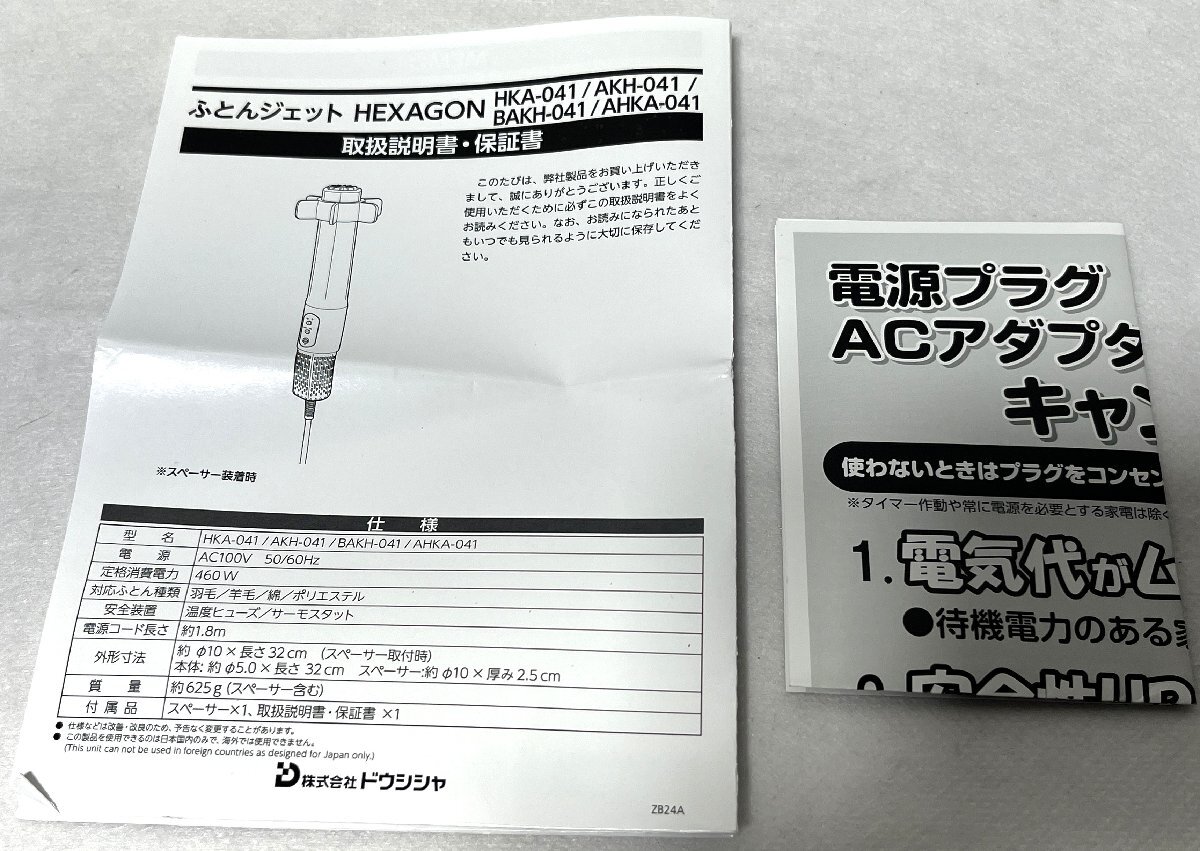 ふとんジェット HEXAGON HKA-041 / AKH-041 /
BAKH-041 / AHKA-041
取扱説明書・保証書
このたびは、弊社製品をお買い上げいただき
まして、誠にありがとうございます。正しくご
使用いただくために必ずこの取扱説明書をよく
お読みください。なお、お読みになられたあと
もいつでも見られるように大切に保存してくだ
さい。
※スペーサー装着時
仕 様
型 名 HKA-041 / AKH-041 / BAKH-041 / AHKA-041
電 源 AC100V 50/60Hz
定格消費電力 460W
対応ふとん種類 羽毛／羊毛／綿／ポリエステル
安全装置 温度ヒューズ／サーモスタット
電源コード長さ 約1.8m
外形寸法 約 φ10×長さ32cm (スペーサー取付時)
本体：約 φ5.0×長さ32cm スペーサー：約 φ10×厚み2.5cm
質 量 約625g (スペーサー含む)
付属品 スペーサー×1、取扱説明書・保証書 ×1
● 仕様などは改善・改良のため、予告なく変更することがあります。
● この製品を使用できるのは日本国内のみで、海外では使用できません。
(This unit can not be used in foreign countries as designed for Japan only.)
株式会社ドウシシャ
ZB24A
電源プラグ
ACアダプタ
キャン
使わないときはプラグをコンセン
※タイマー作動や常に電源を必要とする家電は除く
1. 電気代がム
●待機電力のある
安全性UP